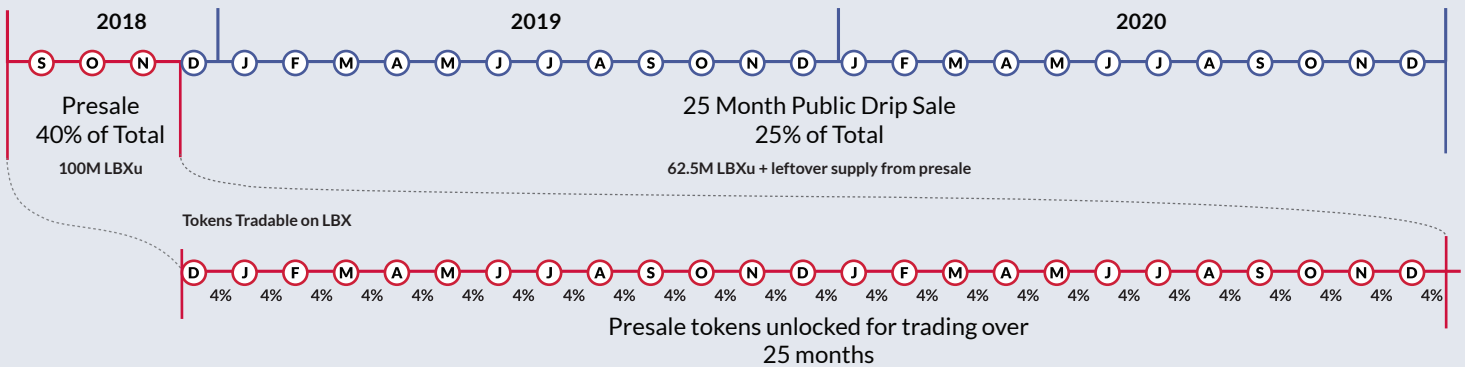 2018 2019 2020
S O N D J F M A M J J A S O N D J F M A M J J A S O N D
Presale
40% of Total
100M LBXu
25 Month Public Drip Sale
25% of Total
62.5M LBXu + leftover supply from presale
Tokens Tradable on LBX
D J F M A M J J A S O N D J F M A M J J A S O N D
4% 4% 4% 4% 4% 4% 4% 4% 4% 4% 4% 4% 4% 4% 4% 4% 4% 4% 4% 4% 4% 4% 4% 4% 4%
Presale tokens unlocked for trading over
25 months